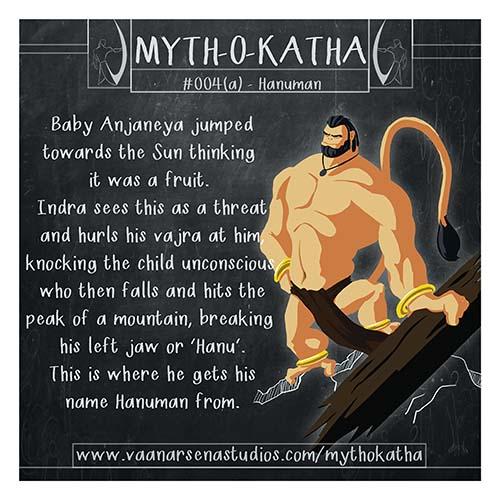 MYTH-O-KATHA
#004(a) - Hanuman
Baby Anjaneya jumped
towards the Sun thinking
it was a fruit.
Indra sees this as a threat
and hurls his vajra at him,
knocking the child unconscious
who then falls and hits the
peak of a mountain, breaking
his left jaw or 'Hanu'.
This is where he gets his
name Hanuman from.
www.vaanarsenastudios.com/mythokatha